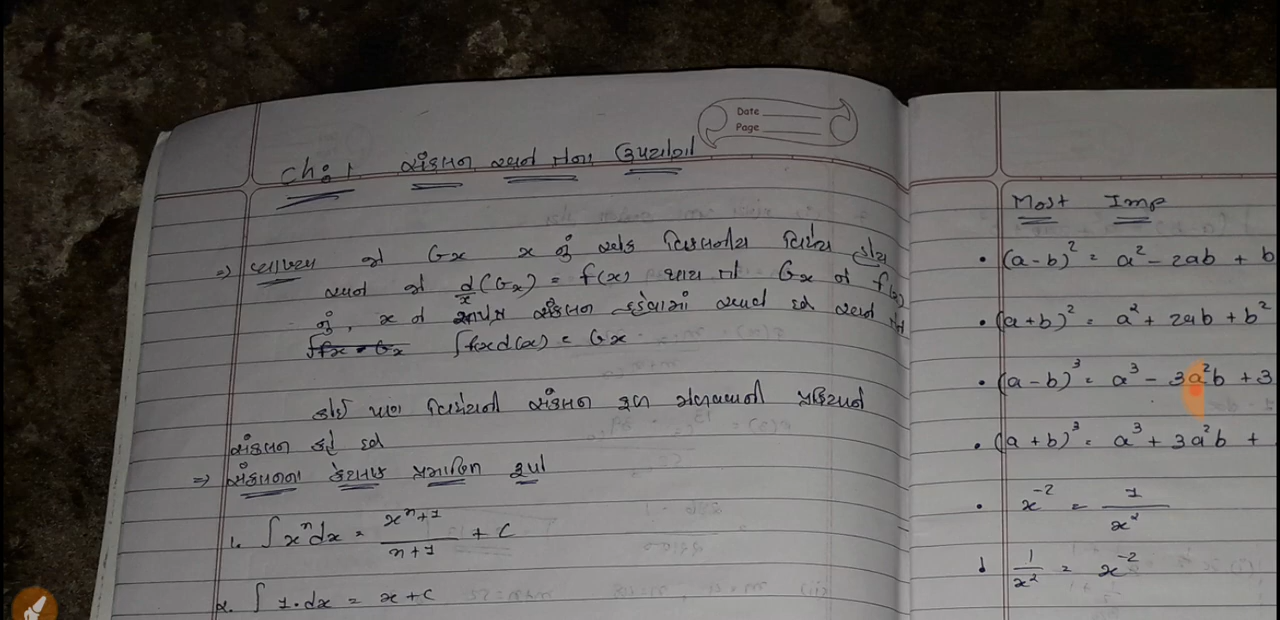 Date
Page
Ch : 1 સંકલન અને તેના ઉપયોગો
⇒ વ્યાખ્યા જો Gx x નું એક વિકલનીય વિધેય હોય
અને જો d/x (Gx) = f(x) થાય તો Gx ને f(x)
નું, x ને સંકલન કહેવામાં આવે છે અને
∫fxd(x) = Gx
કોઈ પણ વિધેયનો સંકલન ફળ મેળવવાની પ્રક્રિયાને
સંકલન કહે છે
⇒ સંકલનના કેટલાક પ્રમાણિત રૂપો
1. ∫xⁿdx = xⁿ⁺¹/n+1 + C
2. ∫ 1·dx = x+c
Most Imp
• (a-b)² = a² - 2ab + b
• (a+b)² = a² + 2ab + b²
• (a-b)³ = a³ - 3a²b + 3
• (a+b)³ = a³ + 3a²b +
• x⁻² = 1/x²
1/x² = x⁻²